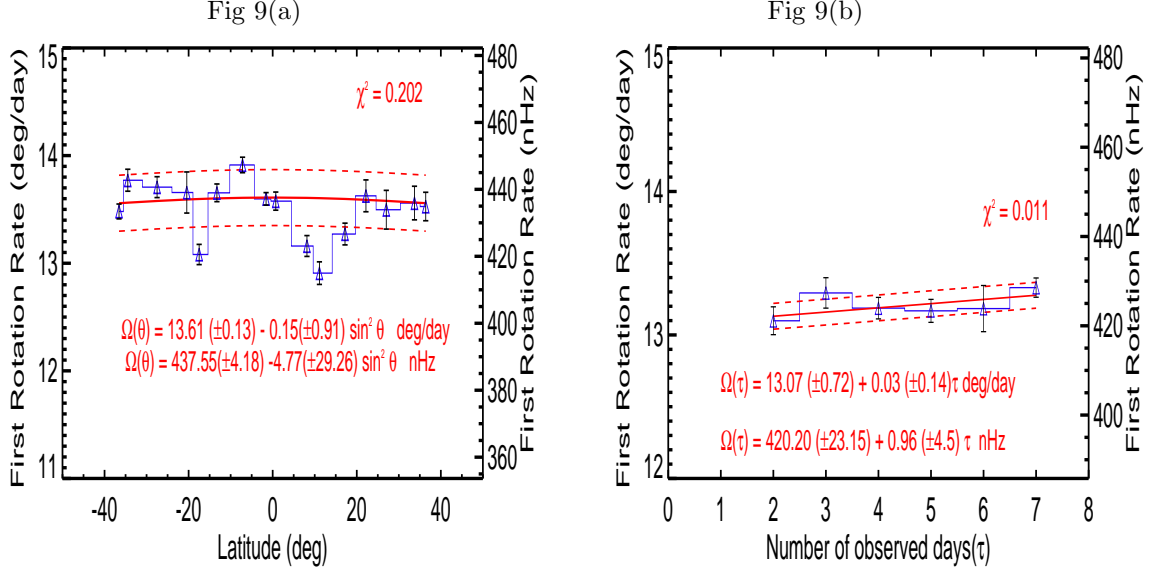 Fig 9(a)
First Rotation Rate (deg/day)
15
14
13
12
11
480
460
440
420
400
380
360
First Rotation Rate (nHz)
χ² = 0.202
Ω(θ) = 13.61 (±0.13) - 0.15(±0.91) sin² θ deg/day
Ω(θ) = 437.55(±4.18) -4.77(±29.26) sin² θ nHz
-40 -20 0 20 40
Latitude (deg)
Fig 9(b)
First Rotation Rate (deg/day)
15
14
13
12
480
460
440
420
400
First Rotation Rate (nHz)
χ² = 0.011
Ω(τ) = 13.07 (±0.72) + 0.03 (±0.14)τ deg/day
Ω(τ) = 420.20 (±23.15) + 0.96 (±4.5) τ nHz
0 1 2 3 4 5 6 7 8
Number of observed days(τ)